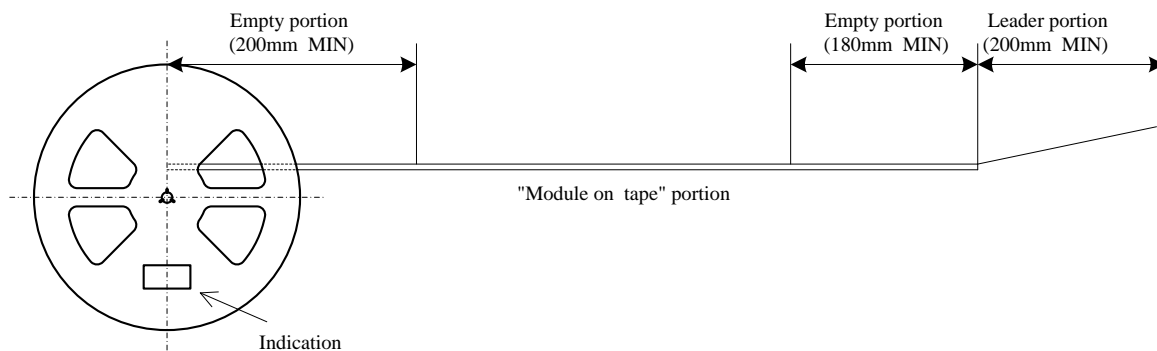 Empty portion
(200mm MIN)
Empty portion
(180mm MIN)
Leader portion
(200mm MIN)
"Module on tape" portion
Indication